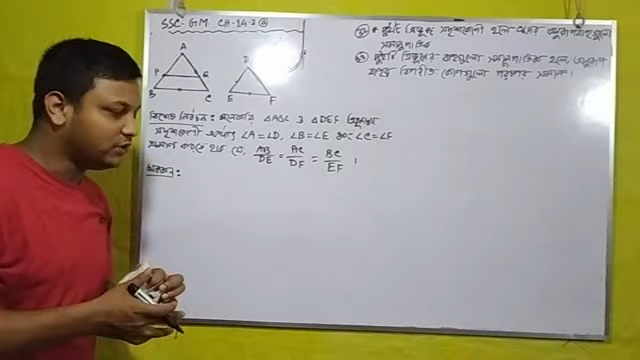 SSC. G.M CH-14.2@
A
P Q
B C
D
E F
* দুইটি ত্রিভুজ সদৃশকোণী হলে এদের অনুরূপ বাহুগুলো
সমানুপাতিক
দুইটি ত্রিভুজের বাহুগুলো সমানুপাতিক হলে, অনুরূপ
বাহুর বিপরীত কোণগুলো পরস্পর সমান।
বিশেষ নির্বচন: মনেকরি △ABC ও △DEF ত্রিভুজদ্বয়
সদৃশকোণী অর্থাৎ ∠A=∠D, ∠B=∠E এবং ∠C=∠F
প্রমাণ করতে হবে যে, AB/DE = AC/DF = BC/EF ।
অঙ্কন: